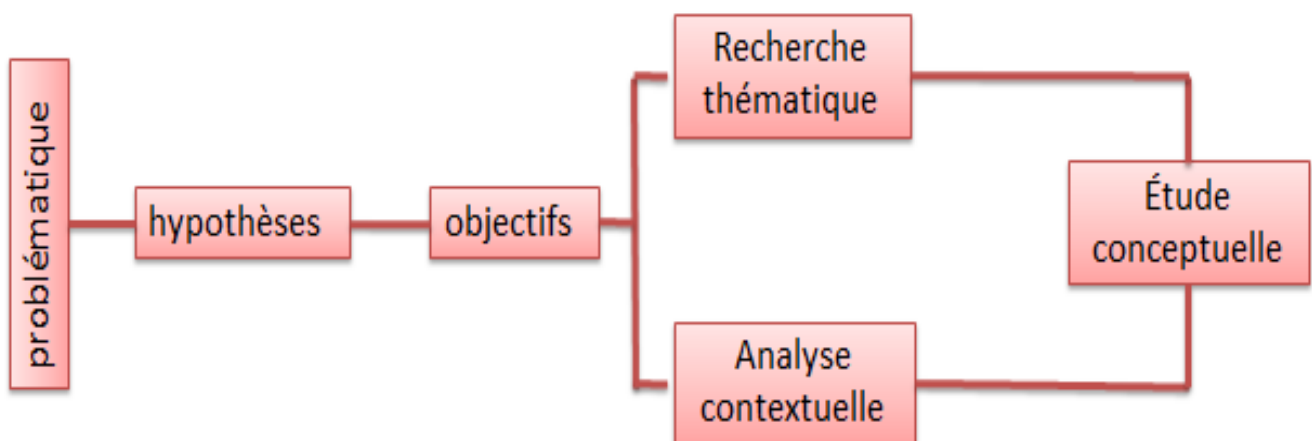 problématique
hypothèses
objectifs
Recherche
thématique
Analyse
contextuelle
Étude
conceptuelle